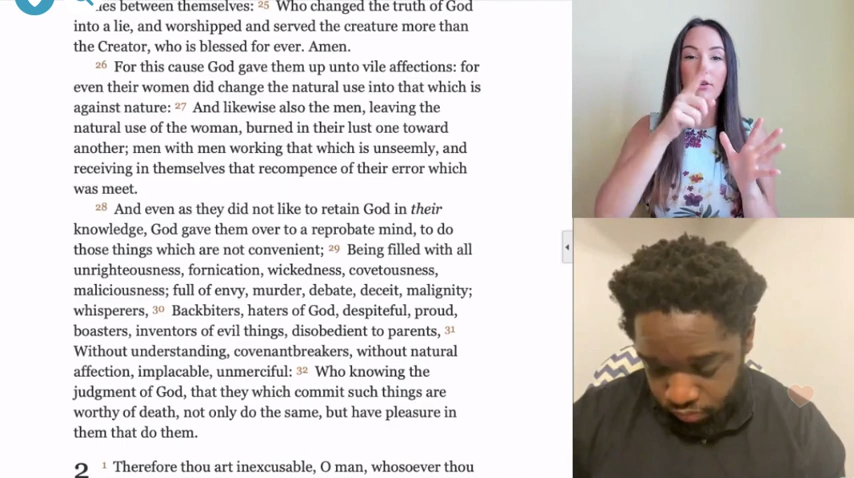 between themselves: 25 Who changed the truth of God
into a lie, and worshipped and served the creature more than
the Creator, who is blessed for ever. Amen.
26 For this cause God gave them up unto vile affections: for
even their women did change the natural use into that which is
against nature: 27 And likewise also the men, leaving the
natural use of the woman, burned in their lust one toward
another; men with men working that which is unseemly, and
receiving in themselves that recompence of their error which
was meet.
28 And even as they did not like to retain God in their
knowledge, God gave them over to a reprobate mind, to do
those things which are not convenient; 29 Being filled with all
unrighteousness, fornication, wickedness, covetousness,
maliciousness; full of envy, murder, debate, deceit, malignity;
whisperers, 30 Backbiters, haters of God, despiteful, proud,
boasters, inventors of evil things, disobedient to parents, 31
Without understanding, covenantbreakers, without natural
affection, implacable, unmerciful: 32 Who knowing the
judgment of God, that they which commit such things are
worthy of death, not only do the same, but have pleasure in
them that do them.
2 1 Therefore thou art inexcusable, O man, whosoever thou